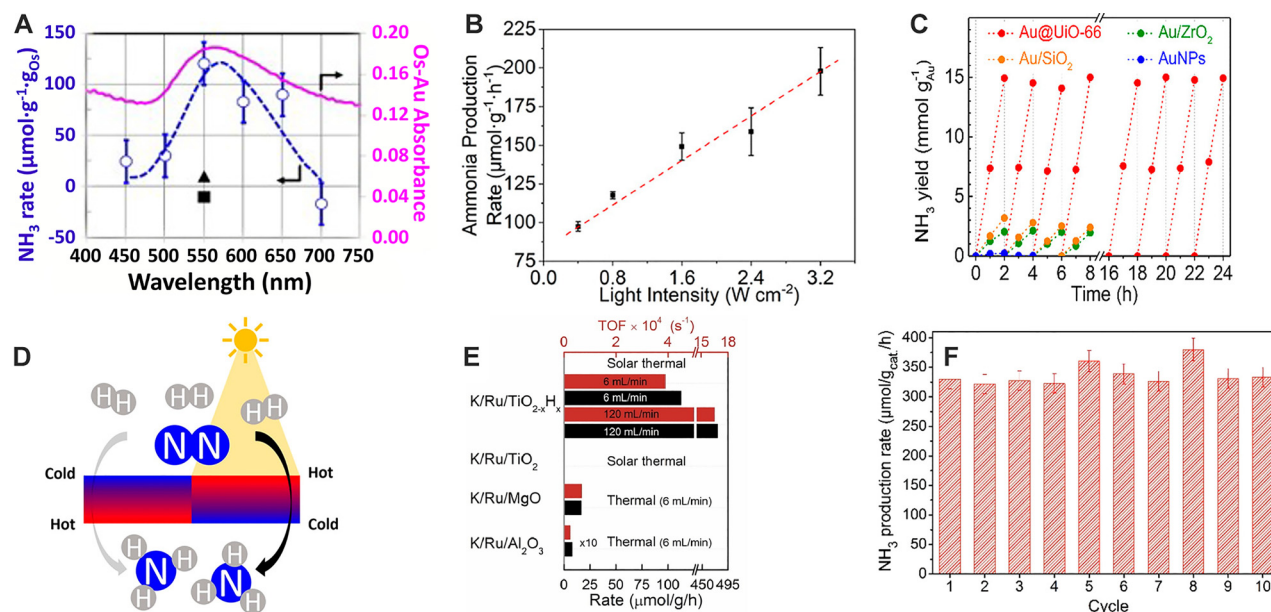 A
NH₃ rate (µmol·g⁻¹·g_Os)
150
100
50
0
-50
400 450 500 550 600 650 700 750
Wavelength (nm)
0.20
0.16
0.12
0.08
0.04
0.00
Os-Au Absorbance
B
Ammonia Production
Rate (µmol·g⁻¹·h⁻¹)
225
200
175
150
125
100
75
0.0 0.8 1.6 2.4 3.2
Light Intensity (W cm⁻²)
C
NH₃ yield (mmol g⁻¹_Au)
Au@UiO-66 Au/ZrO₂
Au/SiO₂ AuNPs
15
10
5
0
0 2 4 6 8 16 18 20 22 24
Time (h)
D
H H H H H H
N N
Cold Hot
Hot Cold
H H H H
N N
H H
E
TOF × 10⁴ (s⁻¹)
0 2 4 15 18
Solar thermal
6 mL/min
K/Ru/TiO₂₋ₓHₓ
6 mL/min
120 mL/min
120 mL/min
K/Ru/TiO₂ Solar thermal
K/Ru/MgO Thermal (6 mL/min)
K/Ru/Al₂O₃ x10 Thermal (6 mL/min)
0 25 50 75 100 450 495
Rate (µmol/g/h)
F
NH₃ production rate (µmol/g_cat./h)
400
350
300
250
200
150
100
50
0
1 2 3 4 5 6 7 8 9 10
Cycle